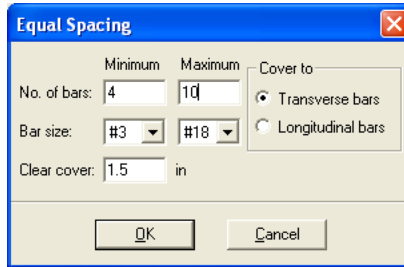 Equal Spacing
Minimum Maximum
No. of bars: 4 10
Bar size: #3 #18
Clear cover: 1.5 in
Cover to
Transverse bars
Longitudinal bars
OK Cancel